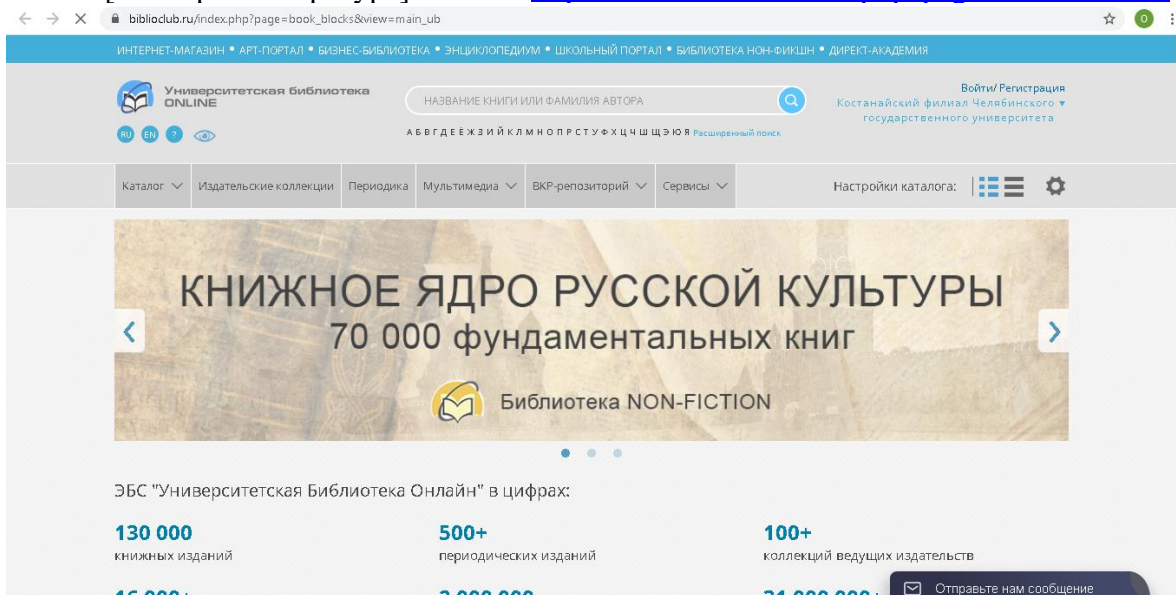 biblioclub.ru/index.php?page=book_blocks&view=main_ub
О
ИНТЕРНЕТ-МАГАЗИН • АРТ-ПОРТАЛ • БИЗНЕС-БИБЛИОТЕКА • ЭНЦИКЛОПЕДИУМ • ШКОЛЬНЫЙ ПОРТАЛ • БИБЛИОТЕКА НОН-ФИКШН • ДИРЕКТ-АКАДЕМИЯ
Университетская библиотека
ONLINE
НАЗВАНИЕ КНИГИ ИЛИ ФАМИЛИЯ АВТОРА
Войти/Регистрация
Костанайский филиал Челябинского
государственного университета
RU EN ?
А Б В Г Д Е Ё Ж З И Й К Л М Н О П Р С Т У Ф Х Ц Ч Ш Щ Э Ю Я Расширенный поиск
Каталог Издательские коллекции Периодика Мультимедиа ВКР-репозиторий Сервисы Настройки каталога:
КНИЖНОЕ ЯДРО РУССКОЙ КУЛЬТУРЫ
70 000 фундаментальных книг
Библиотека NON-FICTION
ЭБС "Университетская Библиотека Онлайн" в цифрах:
130 000 500+ 100+
книжных изданий периодических изданий коллекций ведущих издательств
Отправьте нам сообщение